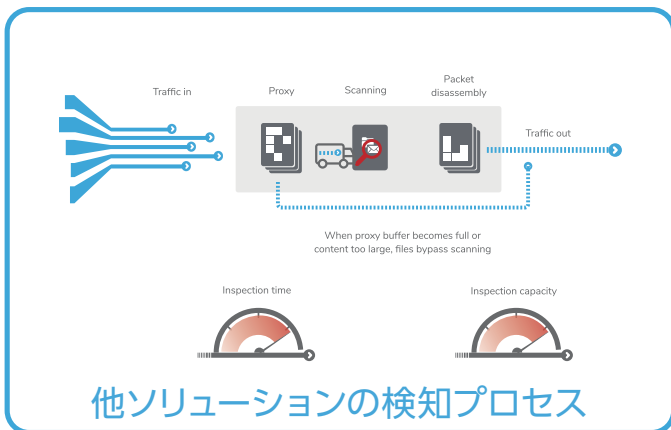 Traffic in
Proxy
Scanning
Packet
disassembly
Traffic out
When proxy buffer becomes full or
content too large, files bypass scanning
Inspection time
Inspection capacity
他ソリューションの検知プロセス